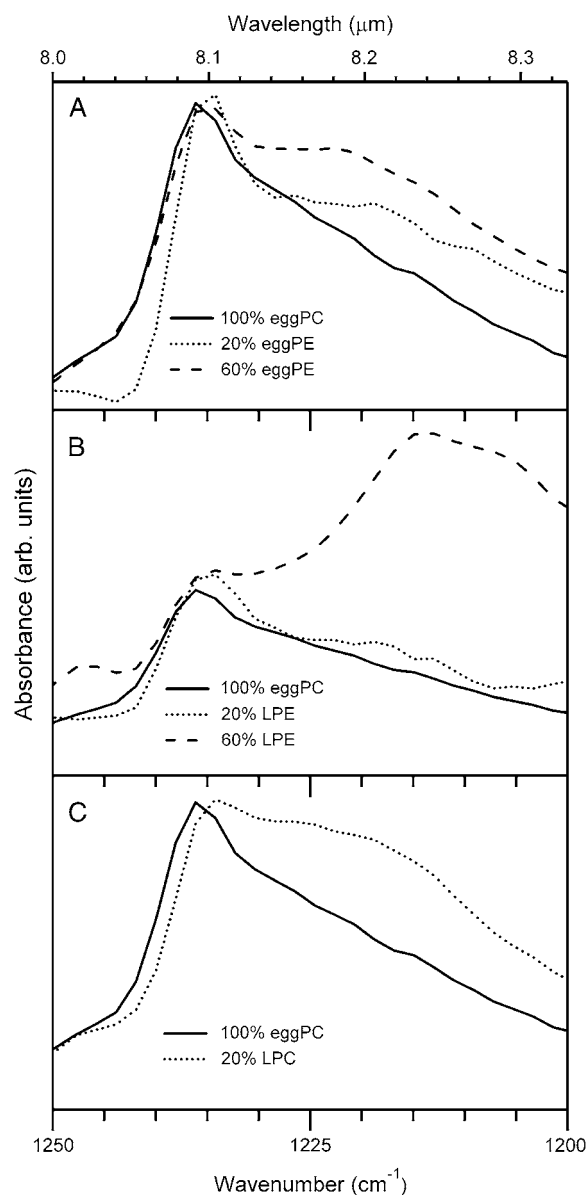 Wavelength (μm)
8.0 8.1 8.2 8.3
A
100% eggPC
20% eggPE
60% eggPE
B
Absorbance (arb. units)
100% eggPC
20% LPE
60% LPE
C
100% eggPC
20% LPC
1250 1225 1200
Wavenumber (cm⁻¹)